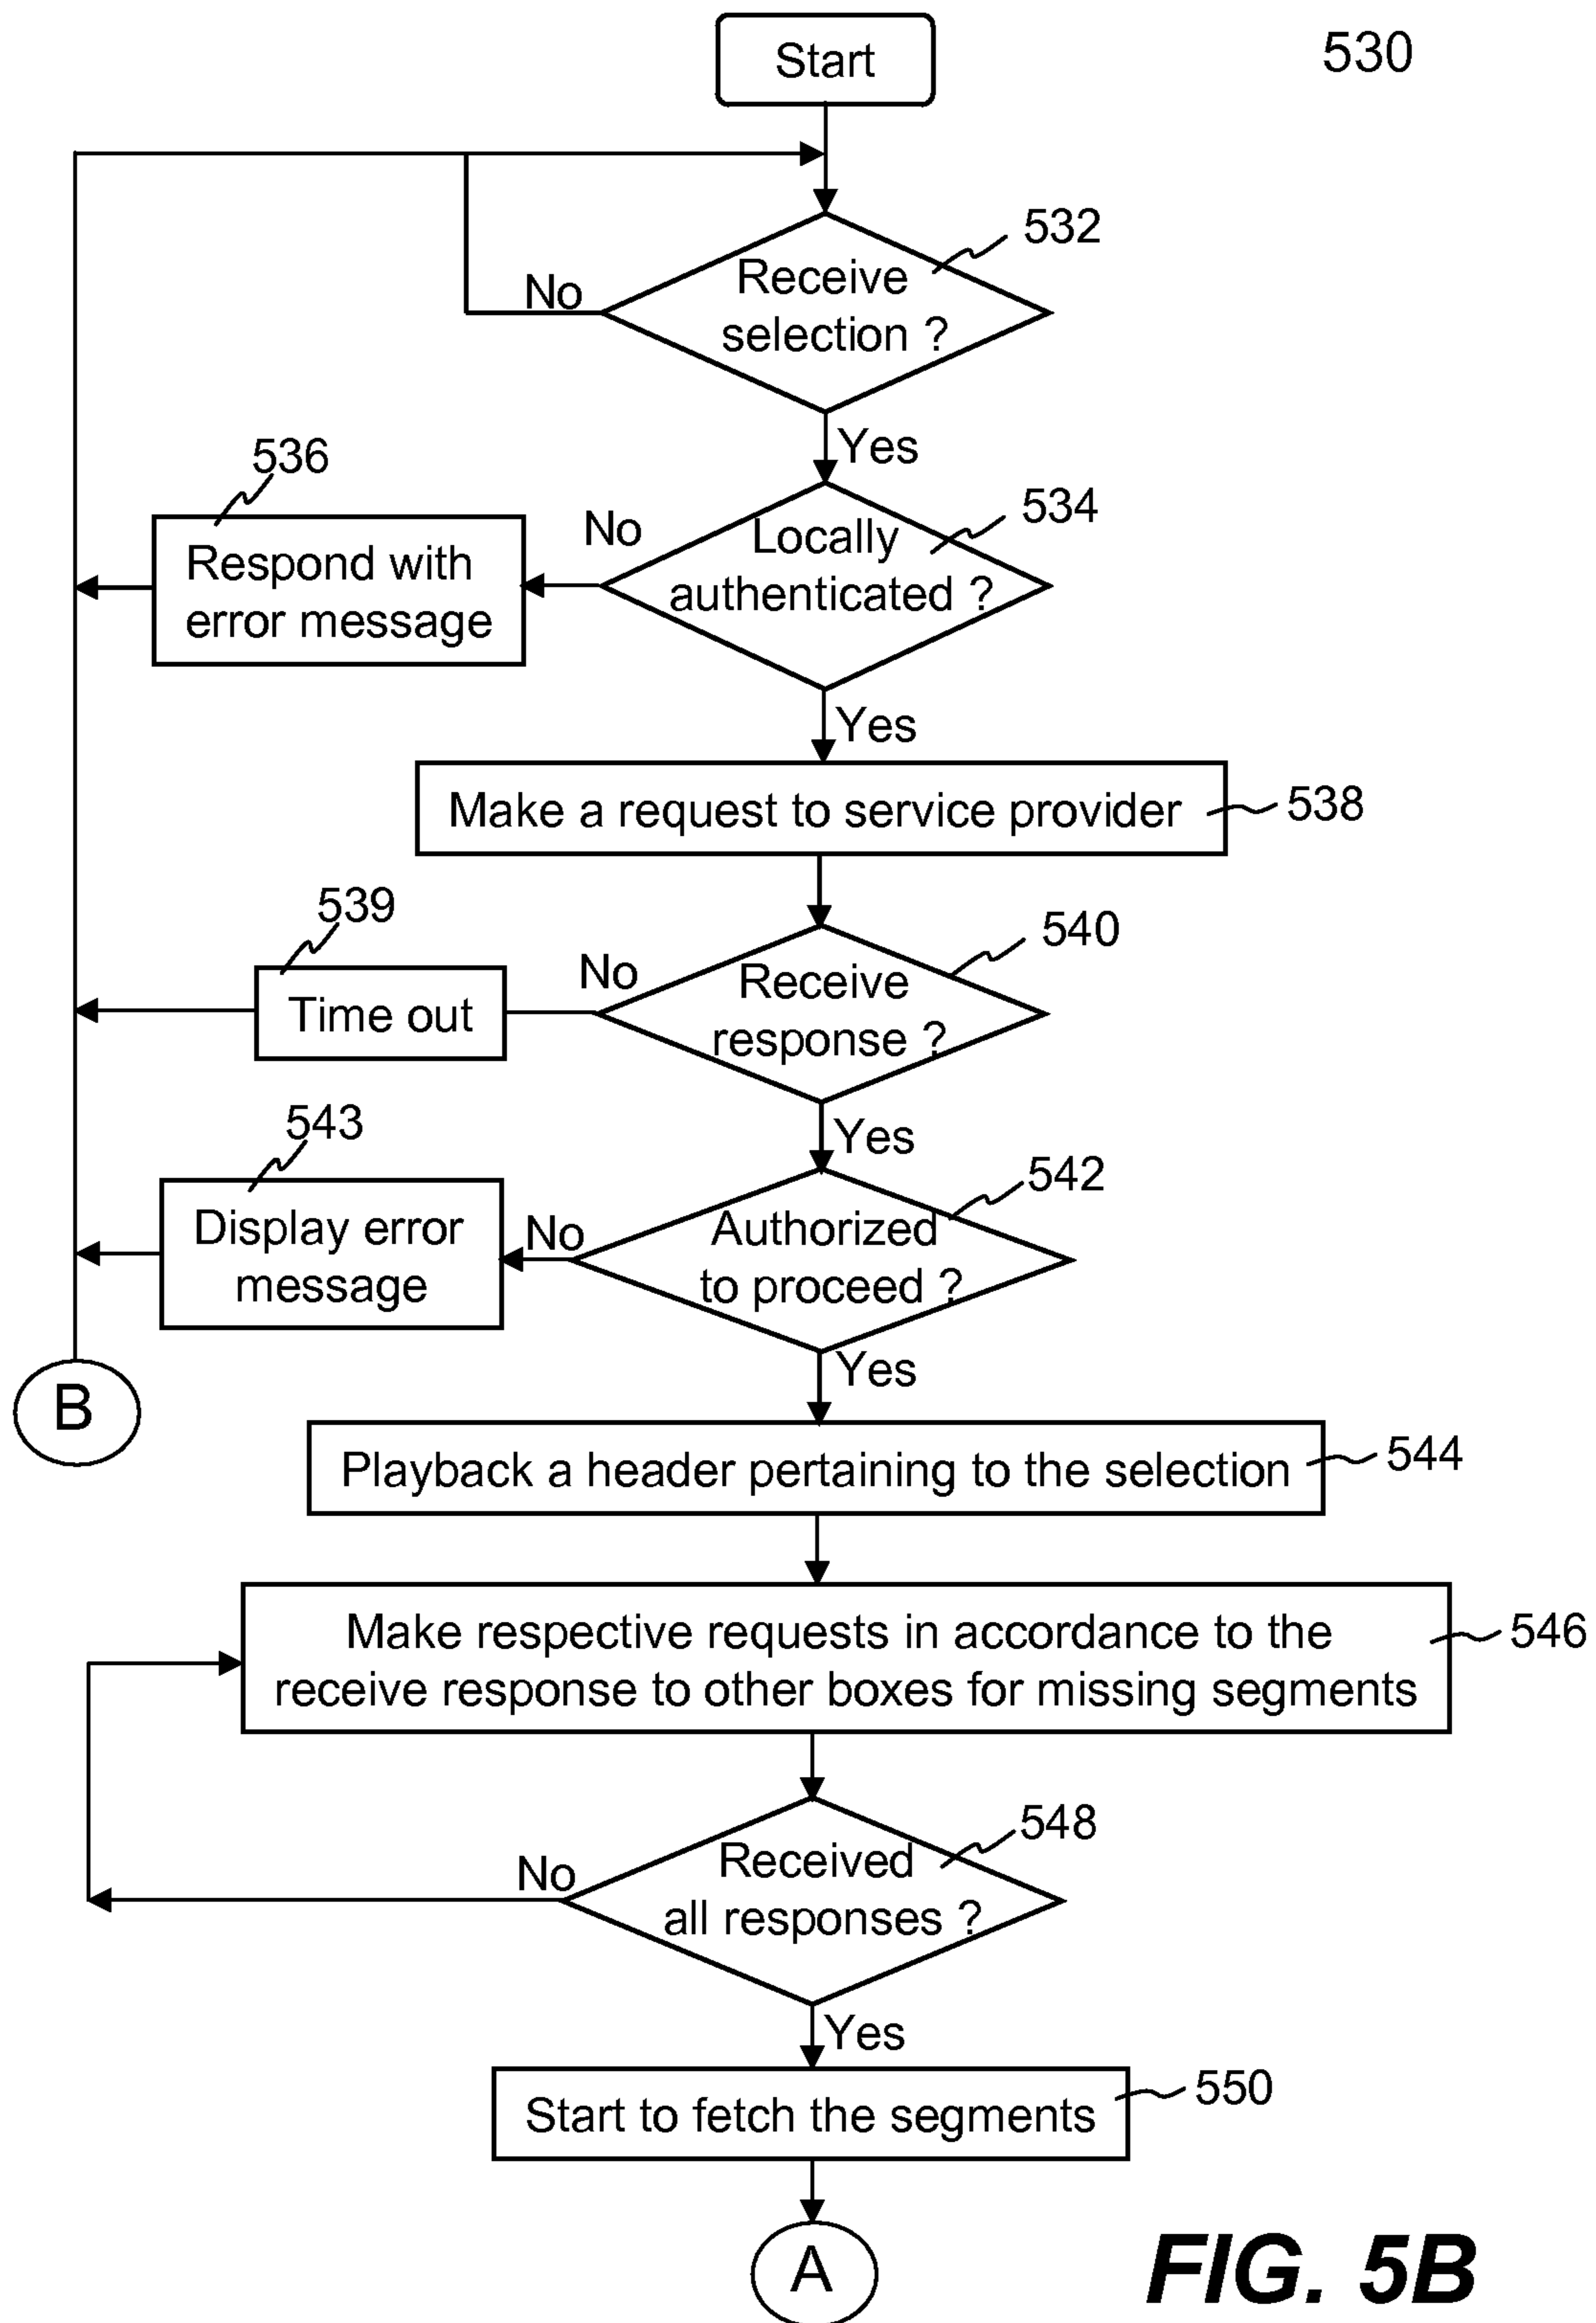 Start
530
532
Receive
selection ?
No
Yes
536
534
No
Locally
authenticated ?
Respond with
error message
Yes
Make a request to service provider
538
539
540
No
Receive
response ?
Time out
Yes
543
542
Display error
message
No
Authorized
to proceed ?
Yes
B
Playback a header pertaining to the selection
544
Make respective requests in accordance to the
receive response to other boxes for missing segments
546
548
No
Received
all responses ?
Yes
550
Start to fetch the segments
A
FIG. 5B